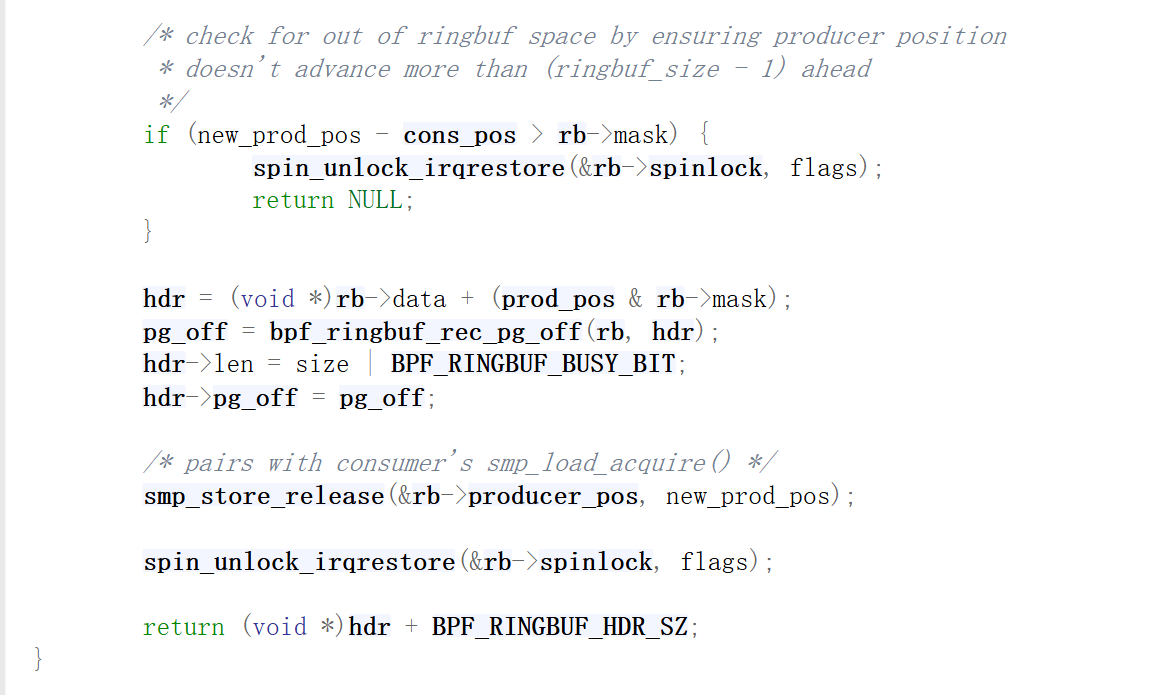 /* check for out of ringbuf space by ensuring producer position
 * doesn't advance more than (ringbuf_size - 1) ahead
 */
if (new_prod_pos - cons_pos > rb->mask) {
        spin_unlock_irqrestore(&rb->spinlock, flags);
        return NULL;
}

hdr = (void *)rb->data + (prod_pos & rb->mask);
pg_off = bpf_ringbuf_rec_pg_off(rb, hdr);
hdr->len = size | BPF_RINGBUF_BUSY_BIT;
hdr->pg_off = pg_off;

/* pairs with consumer's smp_load_acquire() */
smp_store_release(&rb->producer_pos, new_prod_pos);

spin_unlock_irqrestore(&rb->spinlock, flags);

return (void *)hdr + BPF_RINGBUF_HDR_SZ;
}